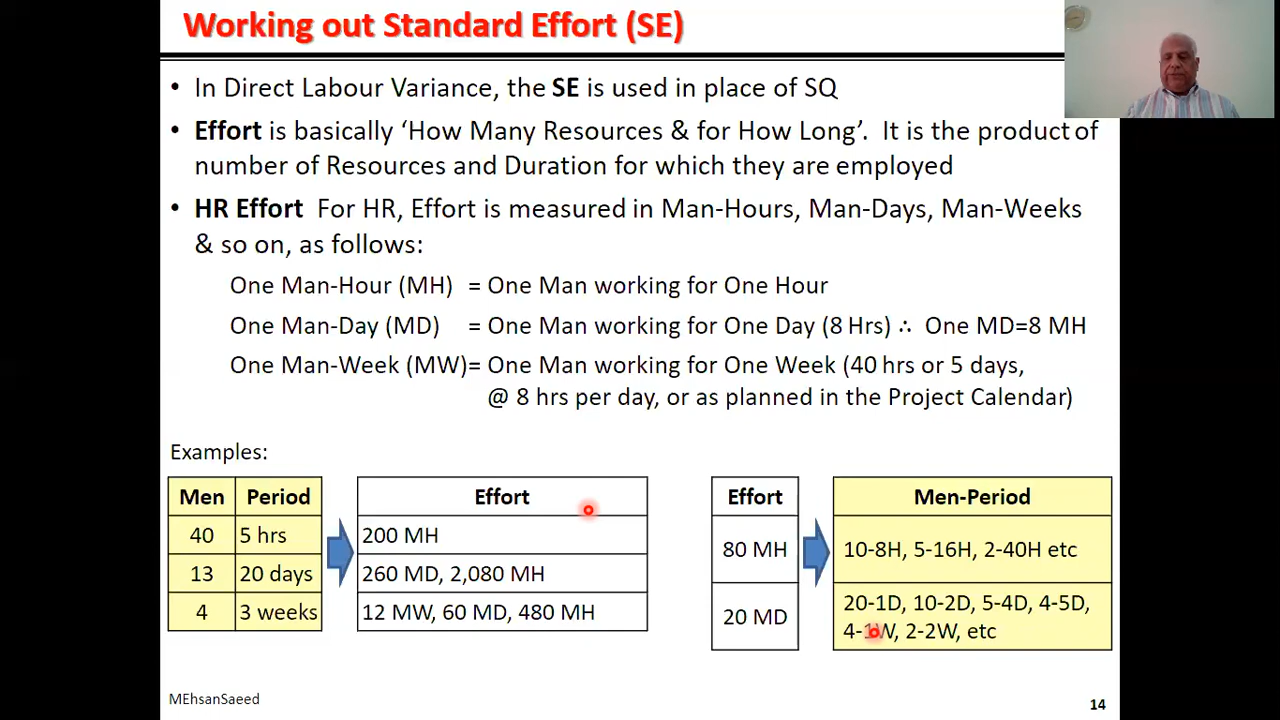 Working out Standard Effort (SE)
• In Direct Labour Variance, the SE is used in place of SQ
• Effort is basically ‘How Many Resources & for How Long’. It is the product of
number of Resources and Duration for which they are employed
• HR Effort For HR, Effort is measured in Man-Hours, Man-Days, Man-Weeks
& so on, as follows:
One Man-Hour (MH) = One Man working for One Hour
One Man-Day (MD) = One Man working for One Day (8 Hrs) ∴ One MD=8 MH
One Man-Week (MW)= One Man working for One Week (40 hrs or 5 days,
@ 8 hrs per day, or as planned in the Project Calendar)
Examples:
Men Period Effort
40 5 hrs 200 MH
13 20 days 260 MD, 2,080 MH
4 3 weeks 12 MW, 60 MD, 480 MH
Effort Men-Period
80 MH 10-8H, 5-16H, 2-40H etc
20 MD 20-1D, 10-2D, 5-4D, 4-5D,
4-1W, 2-2W, etc
MEhsanSaeed
14